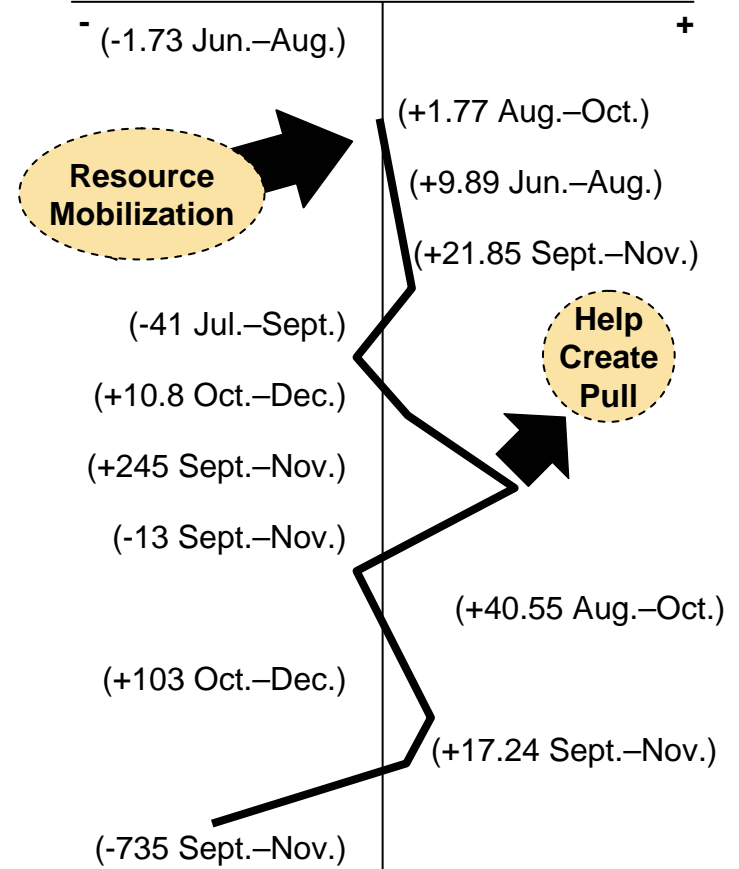 - +
(-1.73 Jun.–Aug.)
(+1.77 Aug.–Oct.)
Resource
Mobilization
(+9.89 Jun.–Aug.)
(+21.85 Sept.–Nov.)
(-41 Jul.–Sept.)
Help
Create
Pull
(+10.8 Oct.–Dec.)
(+245 Sept.–Nov.)
(-13 Sept.–Nov.)
(+40.55 Aug.–Oct.)
(+103 Oct.–Dec.)
(+17.24 Sept.–Nov.)
(-735 Sept.–Nov.)